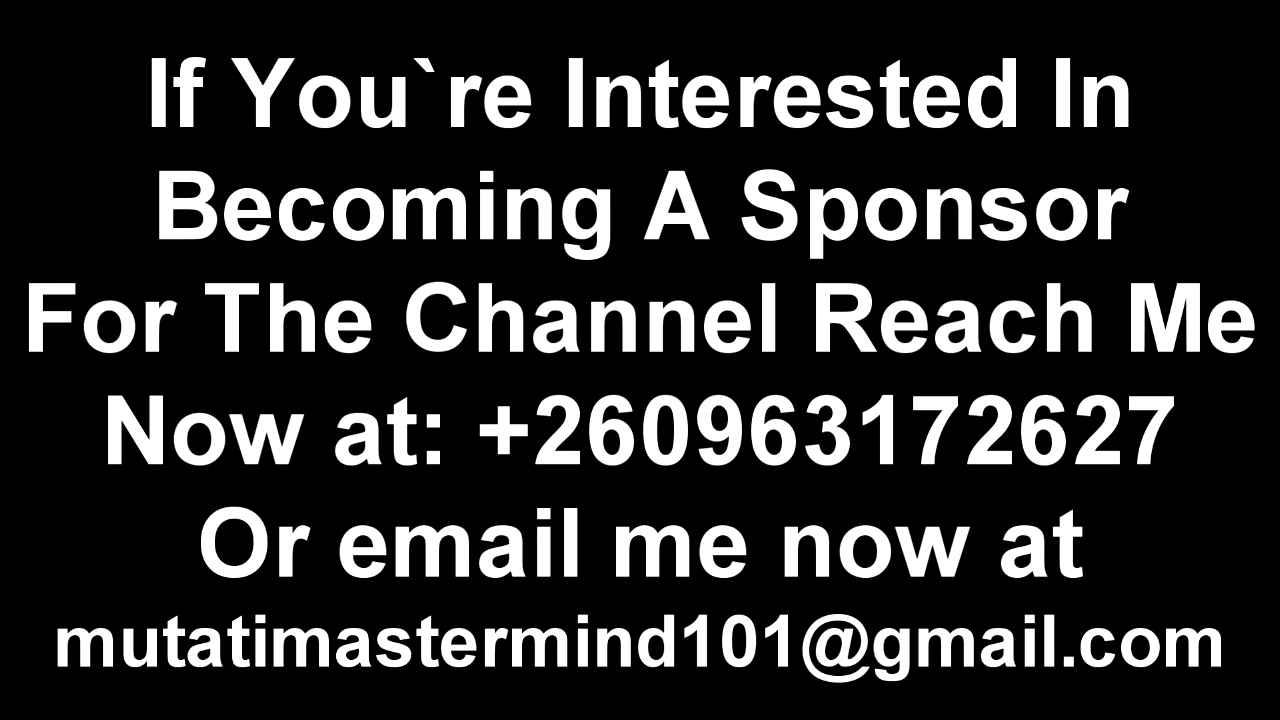 If You`re Interested In
Becoming A Sponsor
For The Channel Reach Me
Now at: +260963172627
Or email me now at
mutatimastermind101@gmail.com